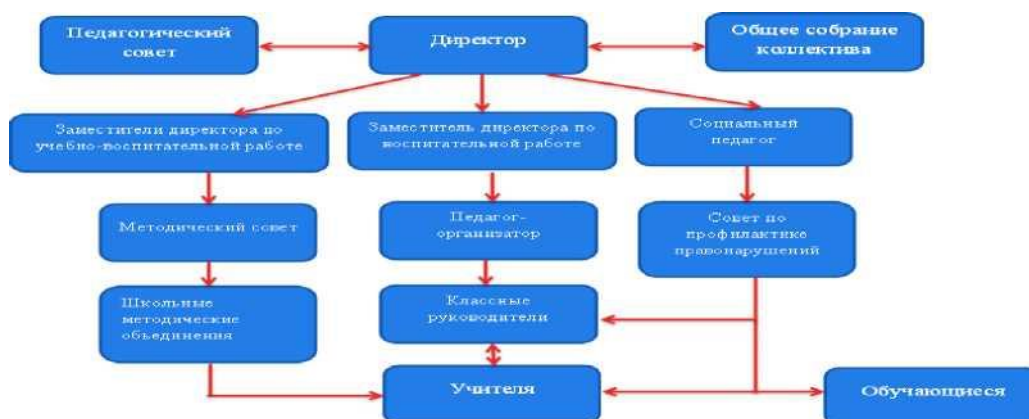 Педагогический
совет
Директор
Общее собрание
коллектива
Заместители директора по
учебно-воспитательной работе
Заместитель директора по
воспитательной работе
Социальный
педагог
Методический совет
Педагог-
организатор
Совет по
профилактике
правонарушений
Школьные
методические
объединения
Классные
руководители
Учителя
Обучающиеся